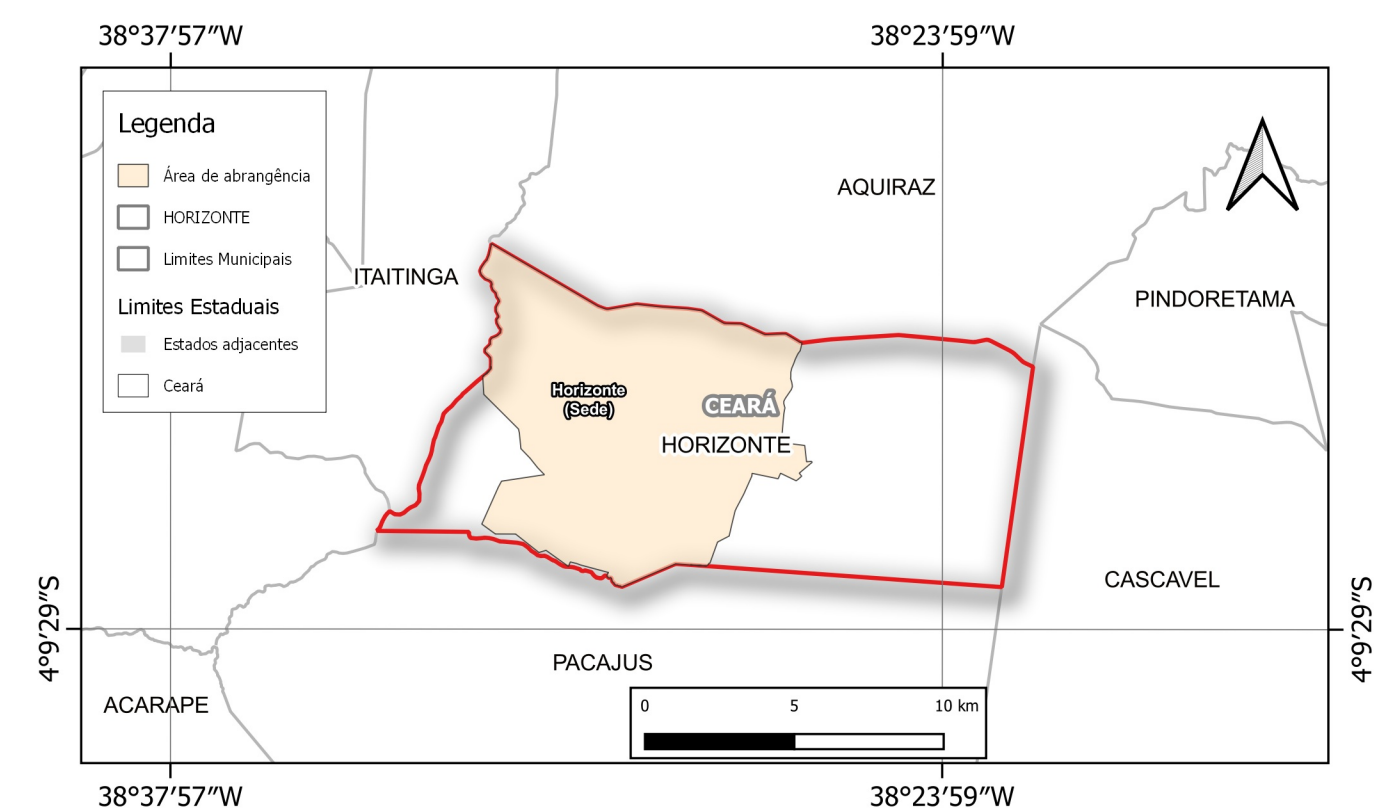 38°37′57″W
38°23′59″W
Legenda
Área de abrangência
HORIZONTE
Limites Municipais
Limites Estaduais
Estados adjacentes
Ceará
AQUIRAZ
ITAITINGA
PINDORETAMA
Horizonte
(Sede)
CEARÁ
HORIZONTE
CASCAVEL
4°9′29″S
4°9′29″S
PACAJUS
ACARAPE
0 5 10 km
38°37′57″W
38°23′59″W